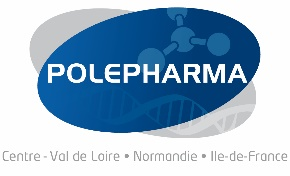 POLEPHARMA
Centre - Val de Loire • Normandie • Ile-de-France